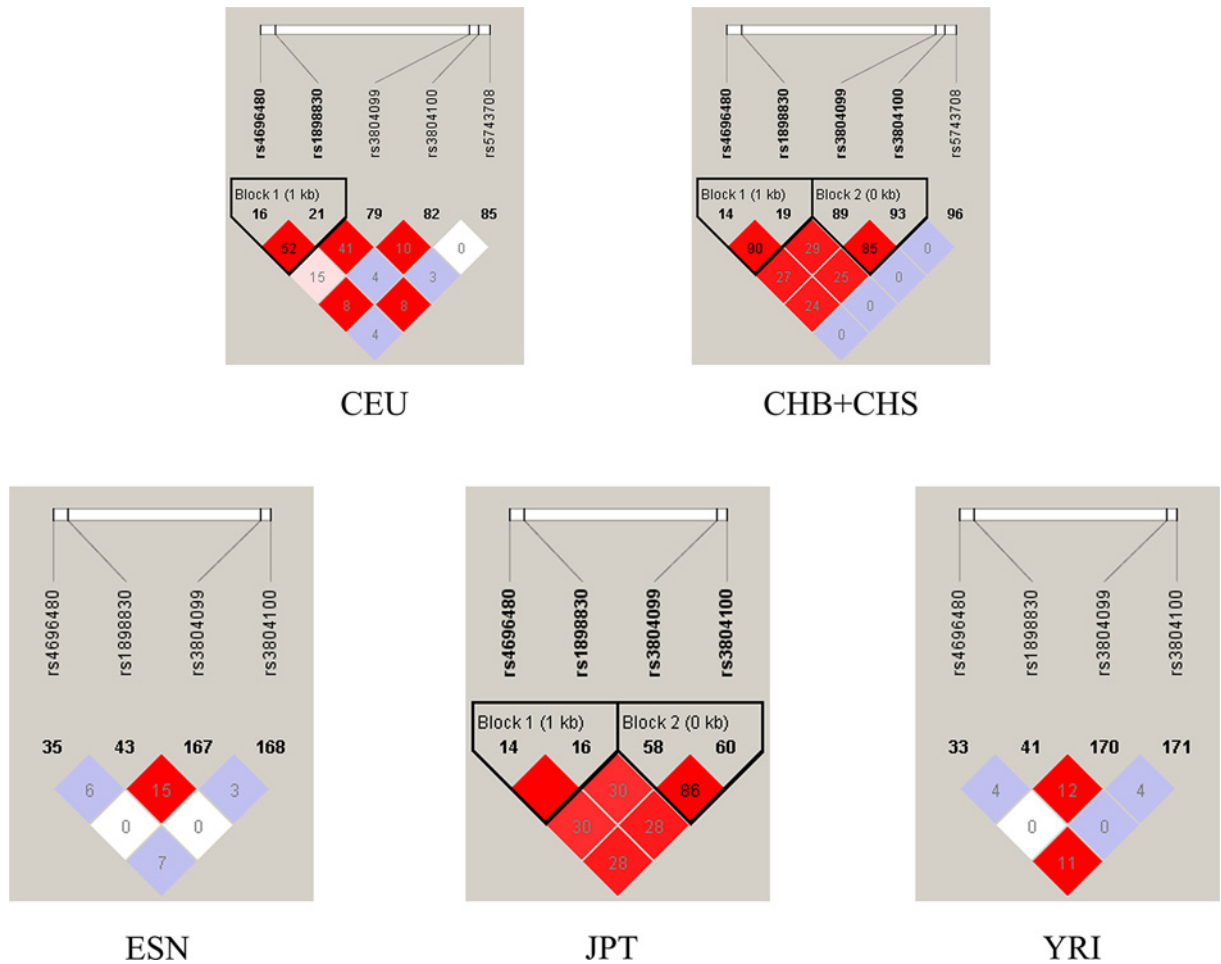 rs4696480 rs1898830 rs3804099 rs3804100 rs5743708
Block 1 (1 kb)
16 21 79 82 85
52 41 10 0
15 4 3
8 8
4
CEU
rs4696480 rs1898830 rs3804099 rs3804100 rs5743708
Block 1 (1 kb) Block 2 (0 kb)
14 19 89 93 96
90 29 85 0
27 25 0
24 0
0
CHB+CHS
rs4696480 rs1898830 rs3804099 rs3804100
35 43 167 168
6 15 3
0 0
7
ESN
rs4696480 rs1898830 rs3804099 rs3804100
Block 1 (1 kb) Block 2 (0 kb)
14 16 58 60
30 86
30 28
28
JPT
rs4696480 rs1898830 rs3804099 rs3804100
33 41 170 171
4 12 4
0 0
11
YRI